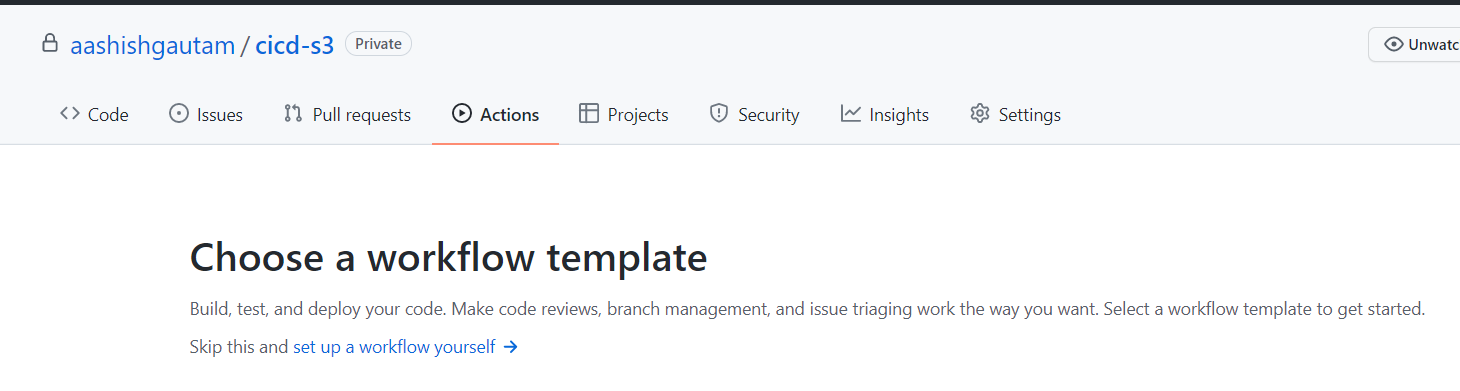 aashishgautam / cicd-s3 Private
Unwatc
Code Issues Pull requests Actions Projects Security Insights Settings
Choose a workflow template
Build, test, and deploy your code. Make code reviews, branch management, and issue triaging work the way you want. Select a workflow template to get started.
Skip this and set up a workflow yourself →